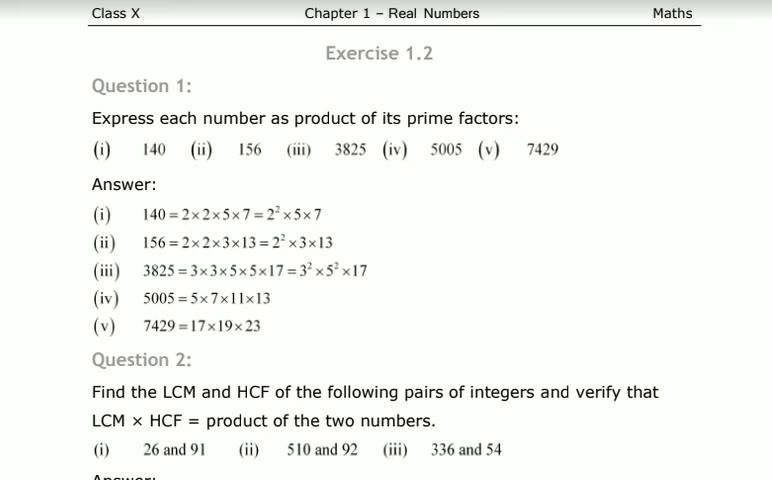 Class X Chapter 1 – Real Numbers Maths
Exercise 1.2
Question 1:
Express each number as product of its prime factors:
(i) 140 (ii) 156 (iii) 3825 (iv) 5005 (v) 7429
Answer:
(i) 140 = 2×2×5×7 = 2²×5×7
(ii) 156 = 2×2×3×13 = 2²×3×13
(iii) 3825 = 3×3×5×5×17 = 3²×5²×17
(iv) 5005 = 5×7×11×13
(v) 7429 = 17×19×23
Question 2:
Find the LCM and HCF of the following pairs of integers and verify that
LCM × HCF = product of the two numbers.
(i) 26 and 91 (ii) 510 and 92 (iii) 336 and 54
Answer: